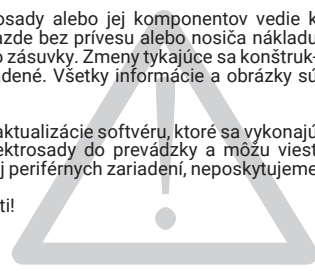 osady alebo jej komponentov vedie k
azde bez prívesu alebo nosiča nákladu
o zásuvky. Zmeny týkajúce sa konštruk-
adené. Všetky informácie a obrázky sú
aktualizácie softvéru, ktoré sa vykonajú
ektrosady do prevádzky a môžu viesť
j periférnych zariadení, neposkytujeme
ti!